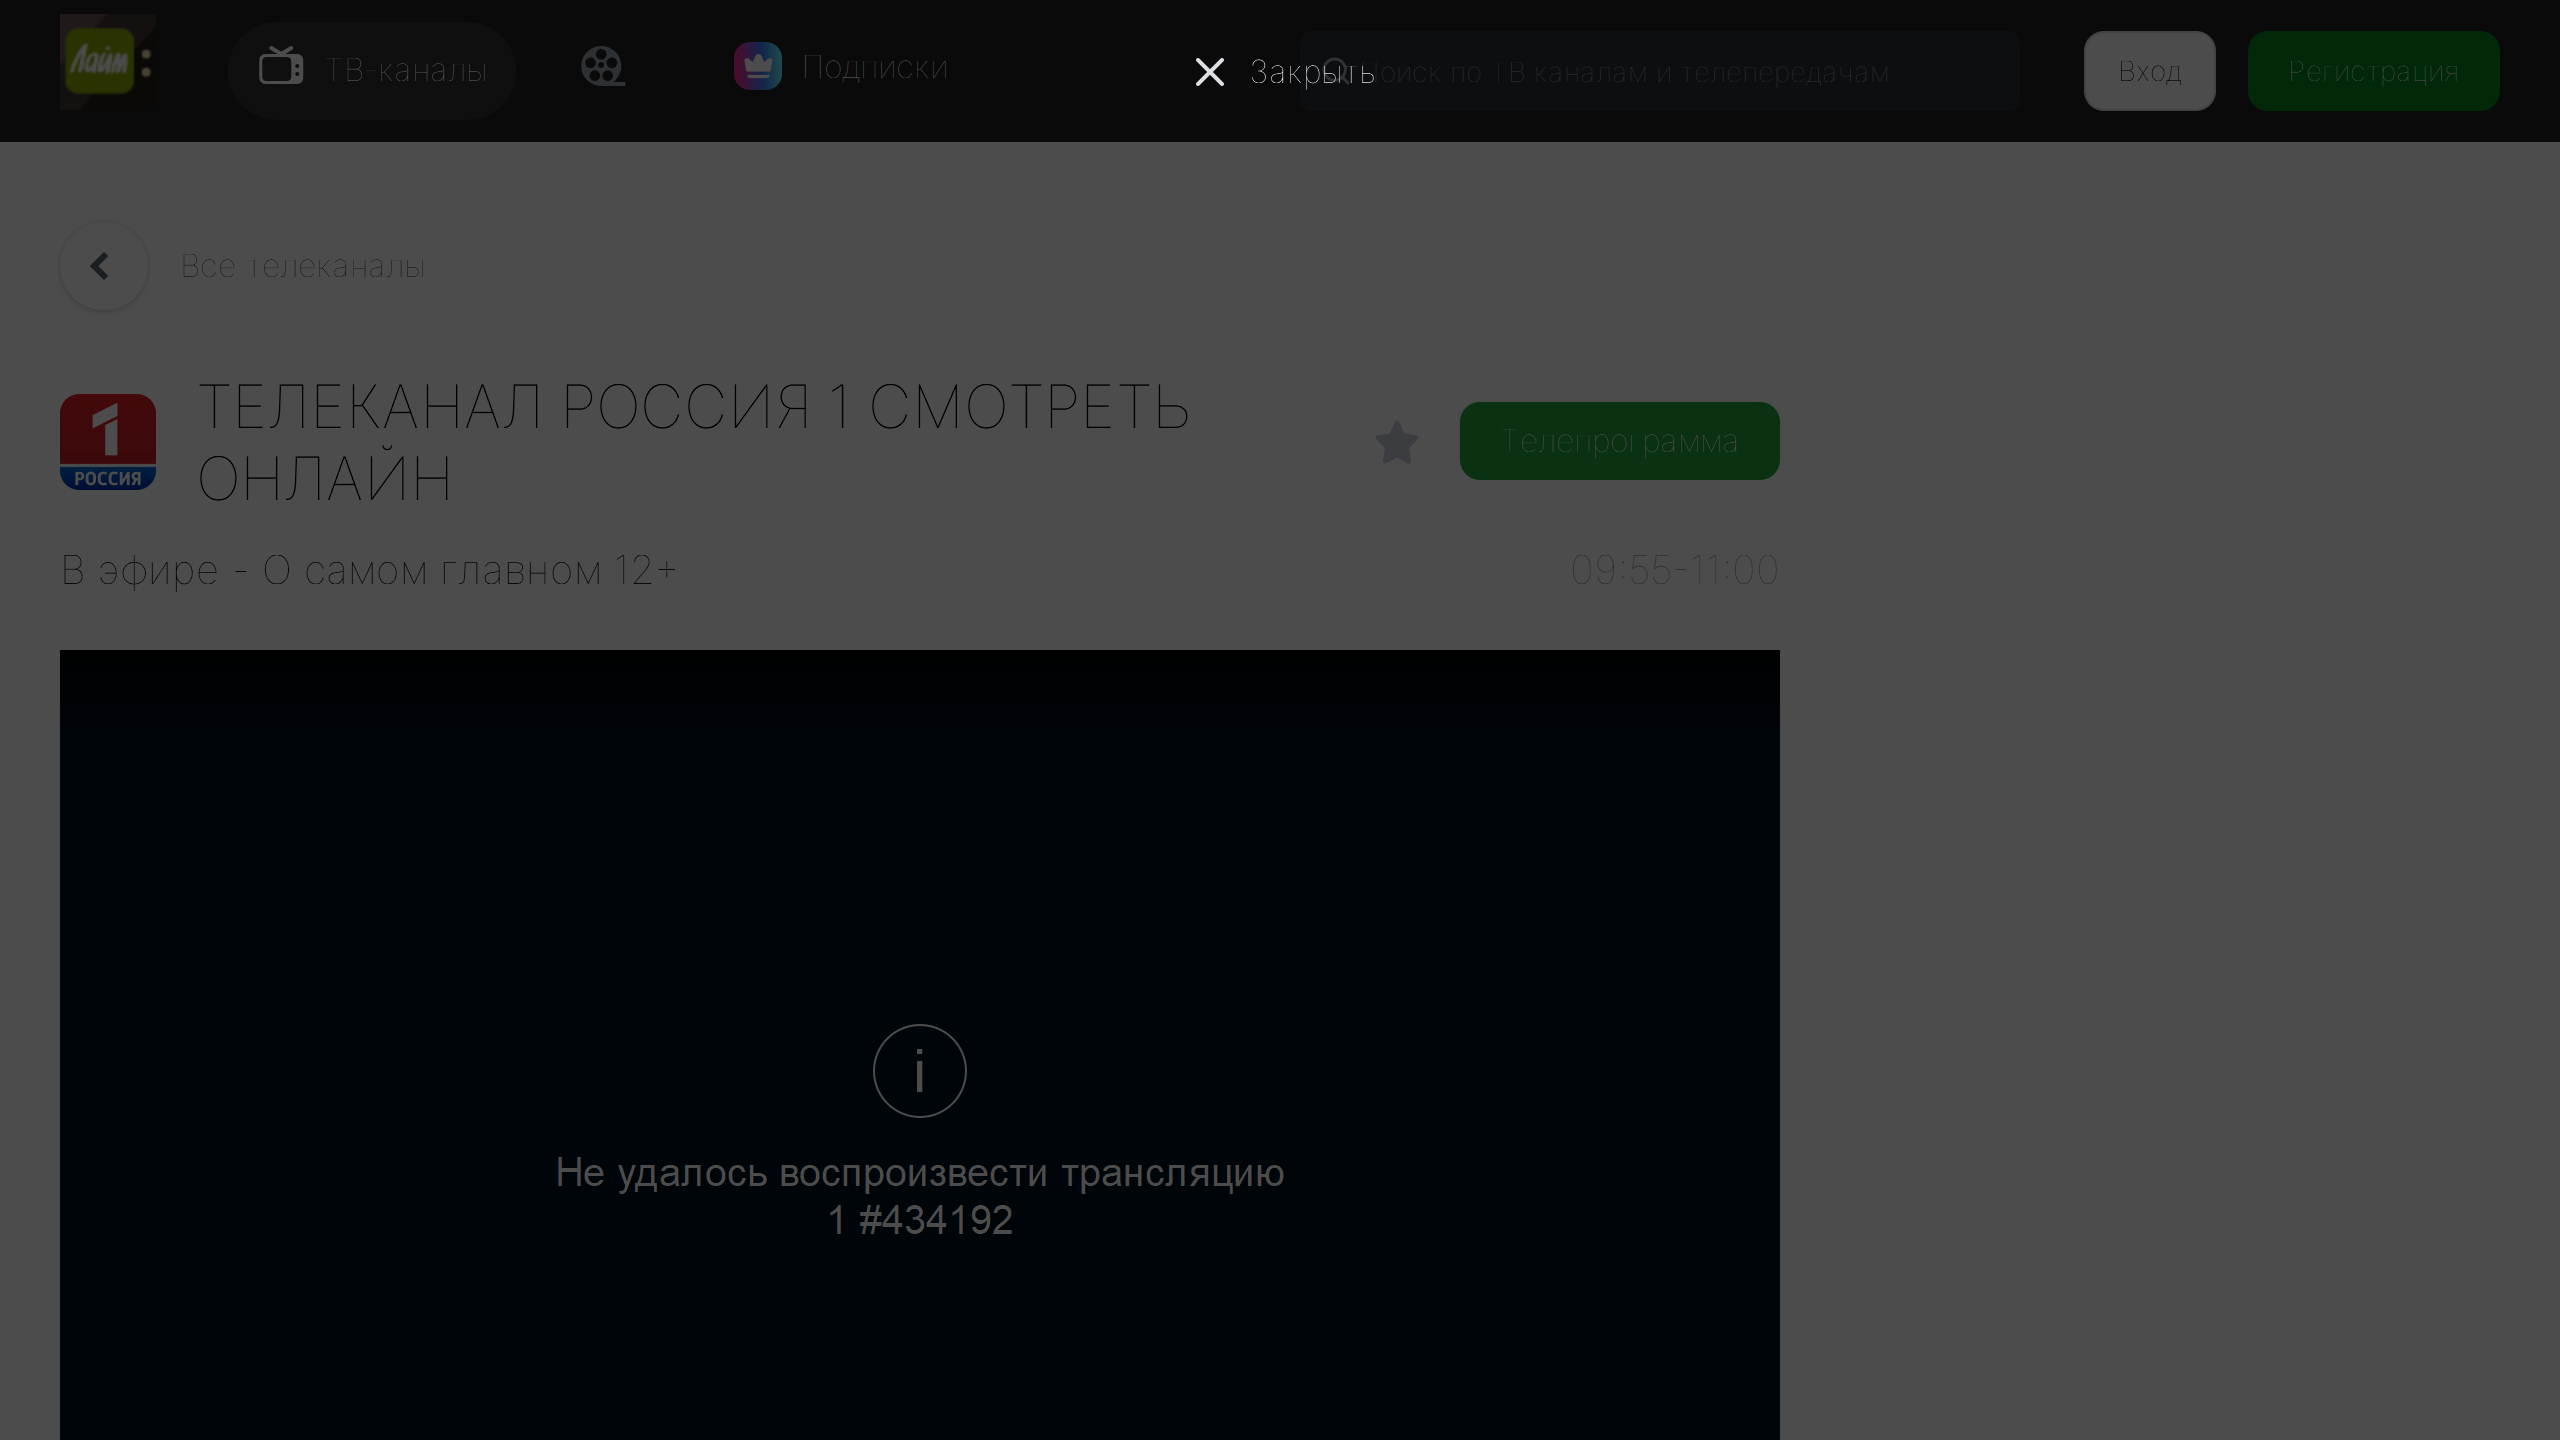 Лайм
ТВ-каналы
Подписки
Закрыть
Поиск по ТВ каналам и телепередачам
Вход
Регистрация
Все телеканалы
1
РОССИЯ
ТЕЛЕКАНАЛ РОССИЯ 1 СМОТРЕТЬ
ОНЛАЙН
Телепрограмма
В эфире - О самом главном 12+
09:55-11:00
i
Не удалось воспроизвести трансляцию
1 #434192